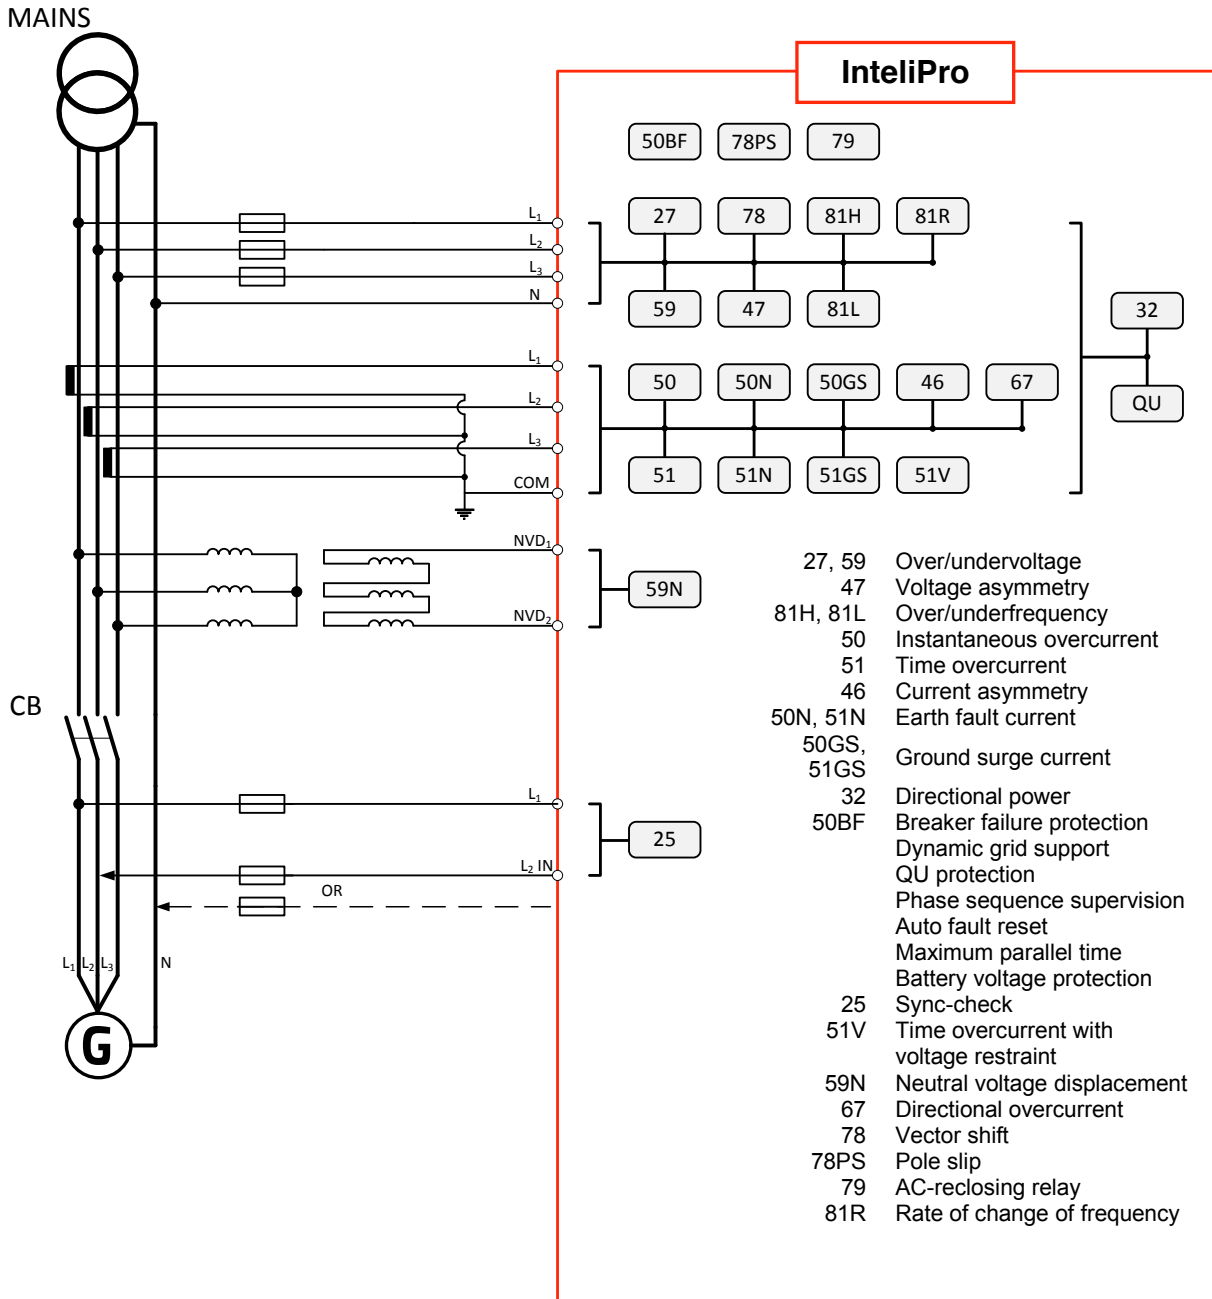 MAINS
InteliPro
50BF 78PS 79
L1
27 78 81H 81R
L2
L3
N
59 47 81L
32
L1
50 50N 50GS 46 67
L2
QU
L3
51 51N 51GS 51V
COM
NVD1
59N
NVD2
27, 59 Over/undervoltage
47 Voltage asymmetry
81H, 81L Over/underfrequency
50 Instantaneous overcurrent
51 Time overcurrent
46 Current asymmetry
50N, 51N Earth fault current
50GS,
51GS Ground surge current
32 Directional power
50BF Breaker failure protection
Dynamic grid support
QU protection
Phase sequence supervision
Auto fault reset
Maximum parallel time
Battery voltage protection
25 Sync-check
51V Time overcurrent with
voltage restraint
59N Neutral voltage displacement
67 Directional overcurrent
78 Vector shift
78PS Pole slip
79 AC-reclosing relay
81R Rate of change of frequency
CB
L1
25
L2 IN
OR
L1 L2 L3 N
G